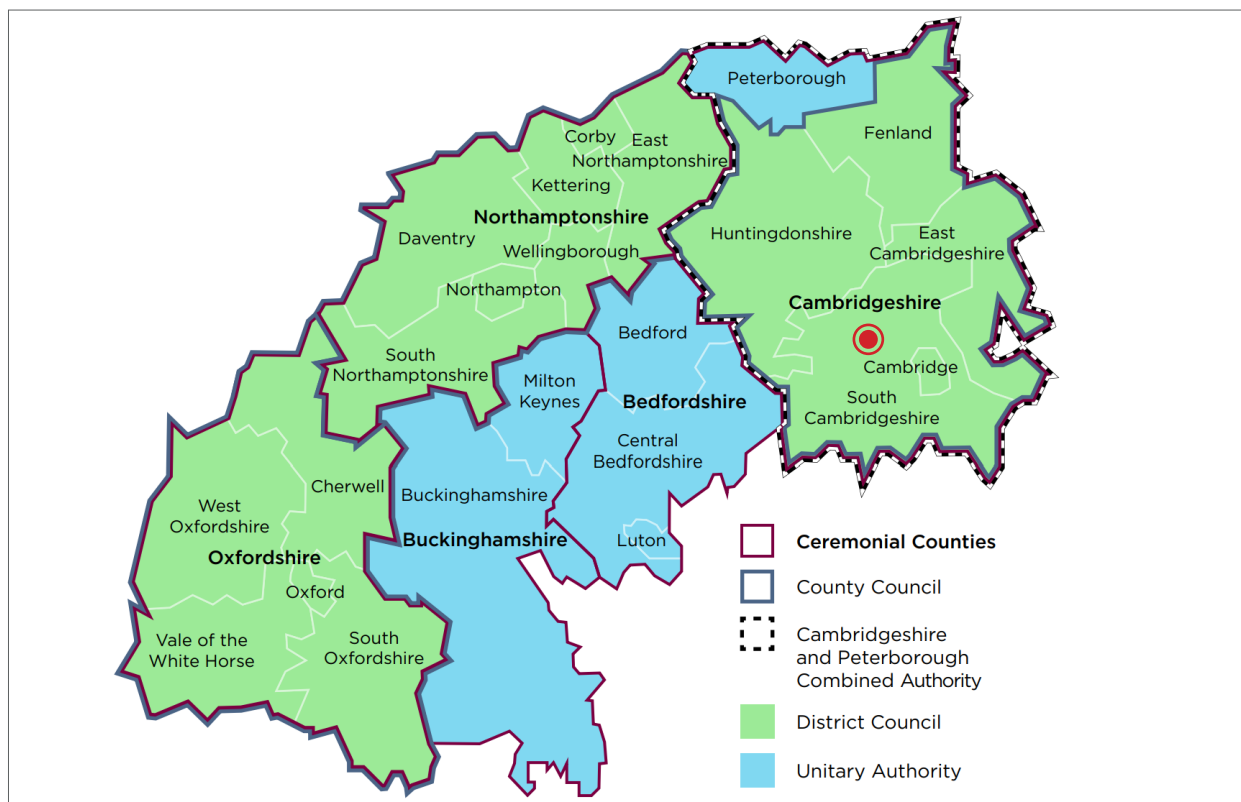 Peterborough
Fenland
Corby
East
Northamptonshire
Kettering
Northamptonshire
Daventry
Wellingborough
Northampton
South
Northamptonshire
Huntingdonshire
East
Cambridgeshire
Cambridgeshire
Cambridge
South
Cambridgeshire
Bedford
Milton
Keynes
Bedfordshire
Central
Bedfordshire
Luton
Buckinghamshire
Buckinghamshire
Cherwell
West
Oxfordshire
Oxfordshire
Oxford
Vale of the
White Horse
South
Oxfordshire
Ceremonial Counties
County Council
Cambridgeshire
and Peterborough
Combined Authority
District Council
Unitary Authority